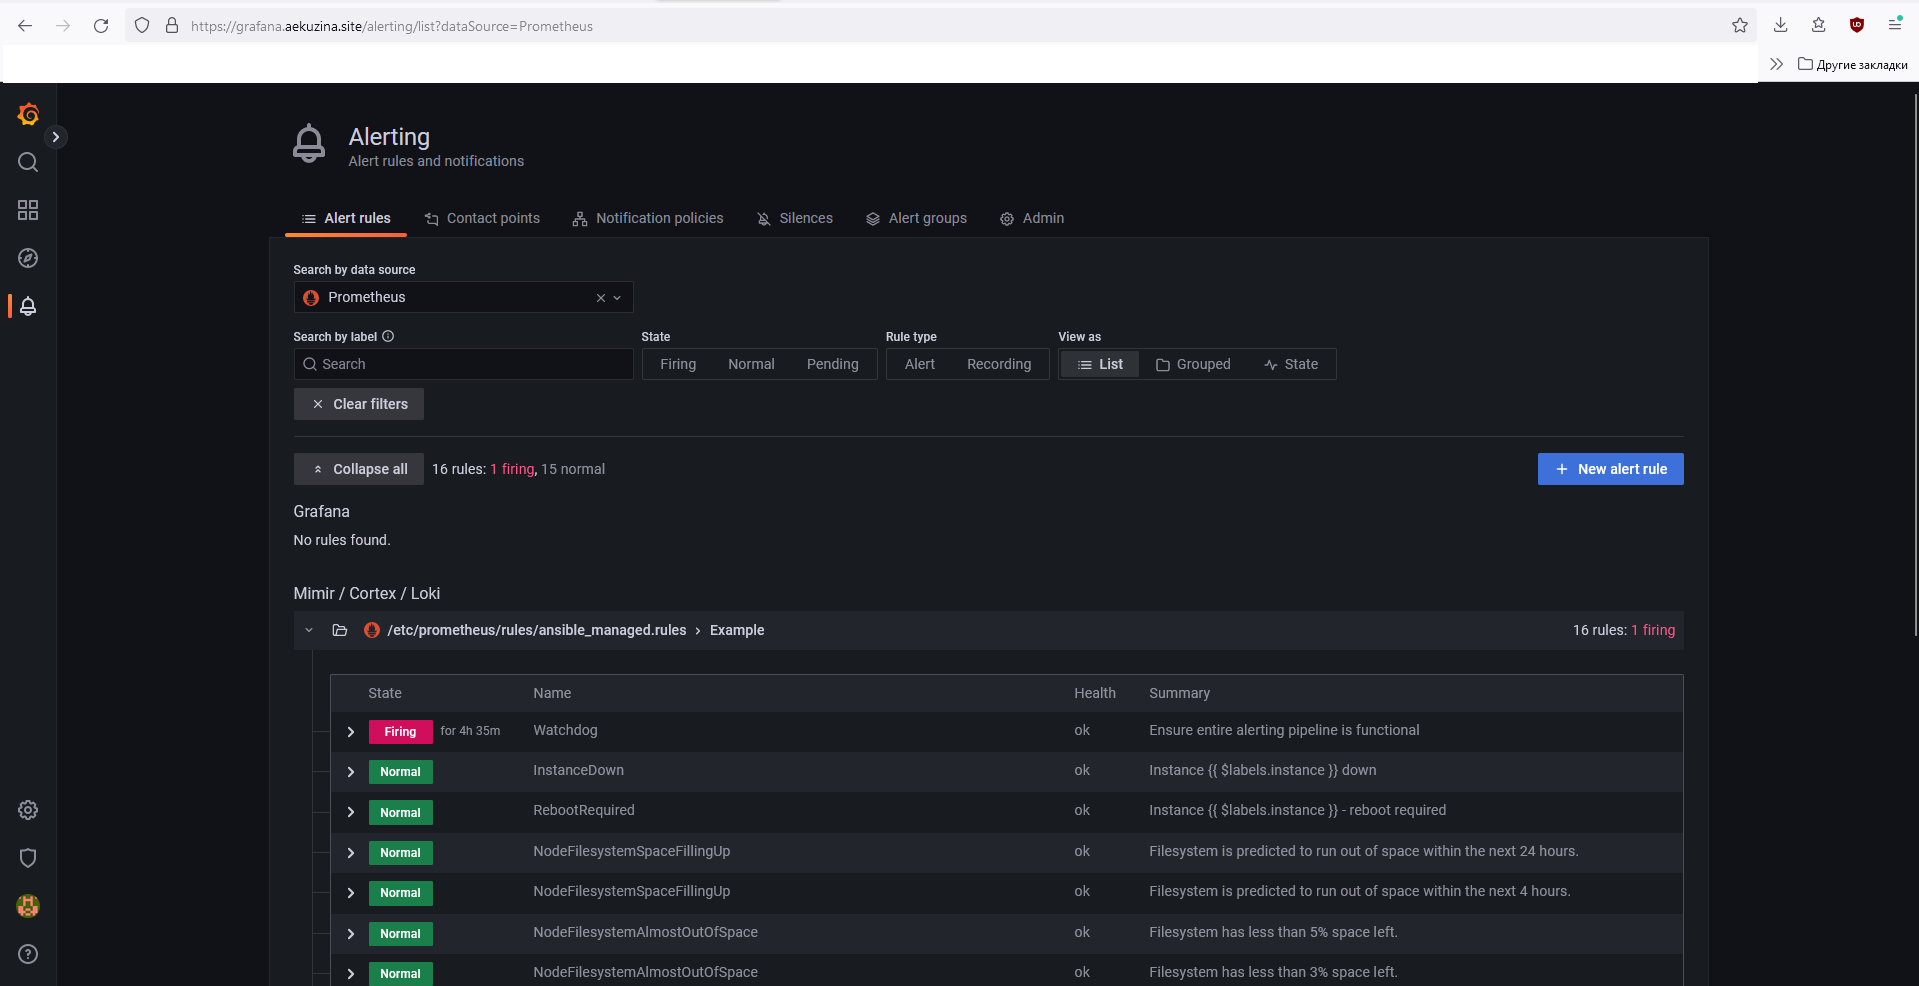 https://grafana.aekuzina.site/alerting/list?dataSource=Prometheus
Другие закладки
Alerting
Alert rules and notifications
Alert rules Contact points Notification policies Silences Alert groups Admin
Search by data source
Prometheus
Search by label State Rule type View as
Search Firing Normal Pending Alert Recording List Grouped State
Clear filters
Collapse all 16 rules: 1 firing, 15 normal New alert rule
Grafana
No rules found.
Mimir / Cortex / Loki
/etc/prometheus/rules/ansible_managed.rules › Example 16 rules: 1 firing
State Name Health Summary
Firing for 4h 35m Watchdog ok Ensure entire alerting pipeline is functional
Normal InstanceDown ok Instance {{ $labels.instance }} down
Normal RebootRequired ok Instance {{ $labels.instance }} - reboot required
Normal NodeFilesystemSpaceFillingUp ok Filesystem is predicted to run out of space within the next 24 hours.
Normal NodeFilesystemSpaceFillingUp ok Filesystem is predicted to run out of space within the next 4 hours.
Normal NodeFilesystemAlmostOutOfSpace ok Filesystem has less than 5% space left.
Normal NodeFilesystemAlmostOutOfSpace ok Filesystem has less than 3% space left.